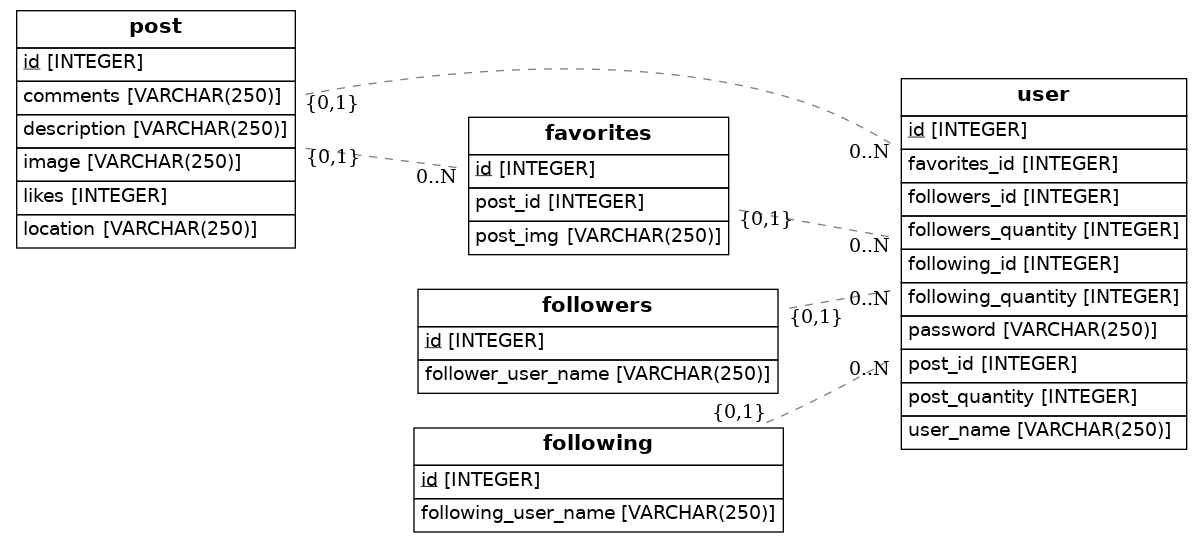 post
id [INTEGER]
comments [VARCHAR(250)]
description [VARCHAR(250)]
image [VARCHAR(250)]
likes [INTEGER]
location [VARCHAR(250)]
{0,1}
0..N
{0,1}
0..N
favorites
id [INTEGER]
post_id [INTEGER]
post_img [VARCHAR(250)]
{0,1}
0..N
followers
id [INTEGER]
follower_user_name [VARCHAR(250)]
{0,1}
0..N
following
id [INTEGER]
following_user_name [VARCHAR(250)]
{0,1}
0..N
user
id [INTEGER]
favorites_id [INTEGER]
followers_id [INTEGER]
followers_quantity [INTEGER]
following_id [INTEGER]
following_quantity [INTEGER]
password [VARCHAR(250)]
post_id [INTEGER]
post_quantity [INTEGER]
user_name [VARCHAR(250)]